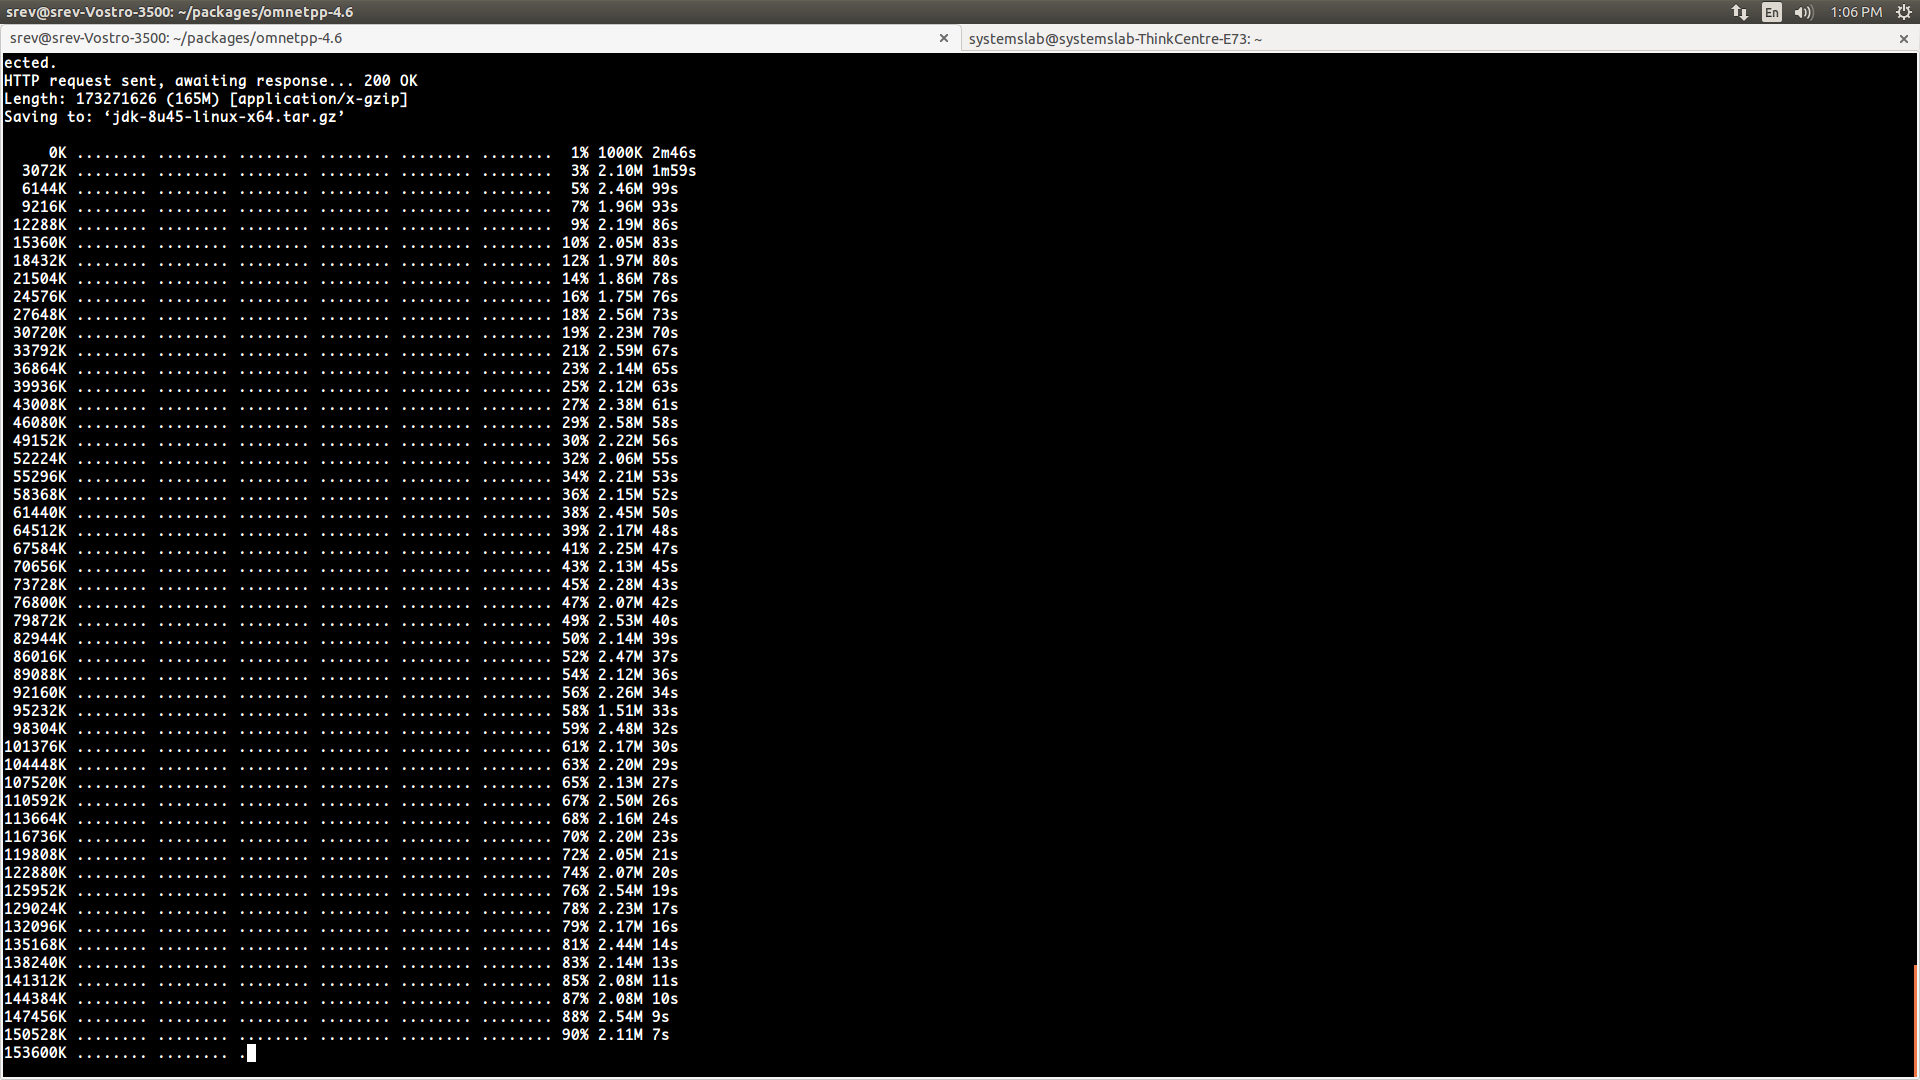 srev@srev-Vostro-3500: ~/packages/omnetpp-4.6
En
1:06 PM
srev@srev-Vostro-3500: ~/packages/omnetpp-4.6
systemslab@systemslab-ThinkCentre-E73: ~
ected.
HTTP request sent, awaiting response... 200 OK
Length: 173271626 (165M) [application/x-gzip]
Saving to: ‘jdk-8u45-linux-x64.tar.gz’
0K ........ ........ ........ ........ ........ ........  1% 1000K 2m46s
3072K ........ ........ ........ ........ ........ ........  3% 2.10M 1m59s
6144K ........ ........ ........ ........ ........ ........  5% 2.46M 99s
9216K ........ ........ ........ ........ ........ ........  7% 1.96M 93s
12288K ........ ........ ........ ........ ........ ........  9% 2.19M 86s
15360K ........ ........ ........ ........ ........ ........ 10% 2.05M 83s
18432K ........ ........ ........ ........ ........ ........ 12% 1.97M 80s
21504K ........ ........ ........ ........ ........ ........ 14% 1.86M 78s
24576K ........ ........ ........ ........ ........ ........ 16% 1.75M 76s
27648K ........ ........ ........ ........ ........ ........ 18% 2.56M 73s
30720K ........ ........ ........ ........ ........ ........ 19% 2.23M 70s
33792K ........ ........ ........ ........ ........ ........ 21% 2.59M 67s
36864K ........ ........ ........ ........ ........ ........ 23% 2.14M 65s
39936K ........ ........ ........ ........ ........ ........ 25% 2.12M 63s
43008K ........ ........ ........ ........ ........ ........ 27% 2.38M 61s
46080K ........ ........ ........ ........ ........ ........ 29% 2.58M 58s
49152K ........ ........ ........ ........ ........ ........ 30% 2.22M 56s
52224K ........ ........ ........ ........ ........ ........ 32% 2.06M 55s
55296K ........ ........ ........ ........ ........ ........ 34% 2.21M 53s
58368K ........ ........ ........ ........ ........ ........ 36% 2.15M 52s
61440K ........ ........ ........ ........ ........ ........ 38% 2.45M 50s
64512K ........ ........ ........ ........ ........ ........ 39% 2.17M 48s
67584K ........ ........ ........ ........ ........ ........ 41% 2.25M 47s
70656K ........ ........ ........ ........ ........ ........ 43% 2.13M 45s
73728K ........ ........ ........ ........ ........ ........ 45% 2.28M 43s
76800K ........ ........ ........ ........ ........ ........ 47% 2.07M 42s
79872K ........ ........ ........ ........ ........ ........ 49% 2.53M 40s
82944K ........ ........ ........ ........ ........ ........ 50% 2.14M 39s
86016K ........ ........ ........ ........ ........ ........ 52% 2.47M 37s
89088K ........ ........ ........ ........ ........ ........ 54% 2.12M 36s
92160K ........ ........ ........ ........ ........ ........ 56% 2.26M 34s
95232K ........ ........ ........ ........ ........ ........ 58% 1.51M 33s
98304K ........ ........ ........ ........ ........ ........ 59% 2.48M 32s
101376K ........ ........ ........ ........ ........ ........ 61% 2.17M 30s
104448K ........ ........ ........ ........ ........ ........ 63% 2.20M 29s
107520K ........ ........ ........ ........ ........ ........ 65% 2.13M 27s
110592K ........ ........ ........ ........ ........ ........ 67% 2.50M 26s
113664K ........ ........ ........ ........ ........ ........ 68% 2.16M 24s
116736K ........ ........ ........ ........ ........ ........ 70% 2.20M 23s
119808K ........ ........ ........ ........ ........ ........ 72% 2.05M 21s
122880K ........ ........ ........ ........ ........ ........ 74% 2.07M 20s
125952K ........ ........ ........ ........ ........ ........ 76% 2.54M 19s
129024K ........ ........ ........ ........ ........ ........ 78% 2.23M 17s
132096K ........ ........ ........ ........ ........ ........ 79% 2.17M 16s
135168K ........ ........ ........ ........ ........ ........ 81% 2.44M 14s
138240K ........ ........ ........ ........ ........ ........ 83% 2.14M 13s
141312K ........ ........ ........ ........ ........ ........ 85% 2.08M 11s
144384K ........ ........ ........ ........ ........ ........ 87% 2.08M 10s
147456K ........ ........ ........ ........ ........ ........ 88% 2.54M 9s
150528K ........ ........ ........ ........ ........ ........ 90% 2.11M 7s
153600K ........ ........ .